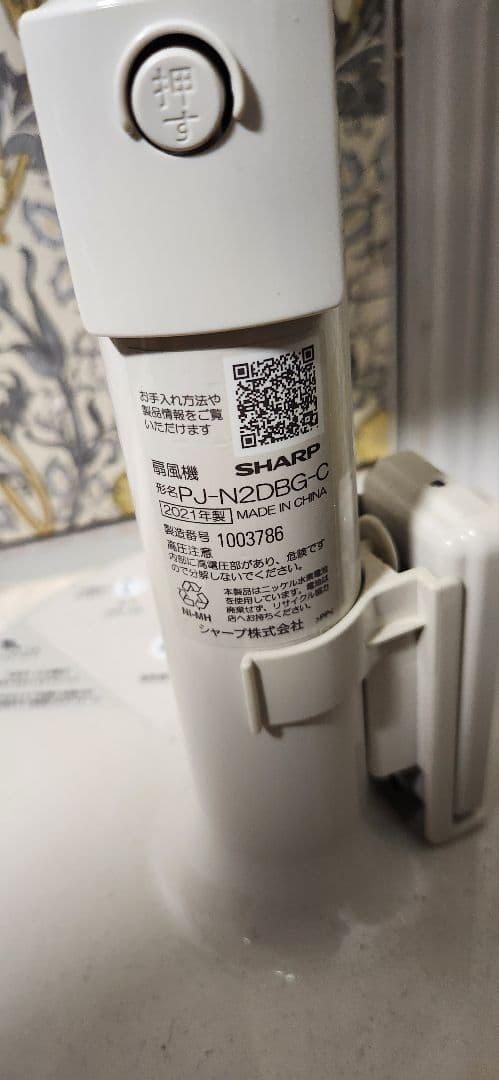 押す
お手入れ方法や
製品情報をご覧
いただけます
扇風機 SHARP
形名PJ-N2DBG-C
2021年製 MADE IN CHINA
製造番号 1003786
高圧注意
内部に高電圧部があり、危険です
ので分解しないでください。
本製品はニッケル水素電池
を使用しています。電池は
廃棄せず、リサイクル協力
店へお持ちください。
Ni-MH
シャープ株式会社